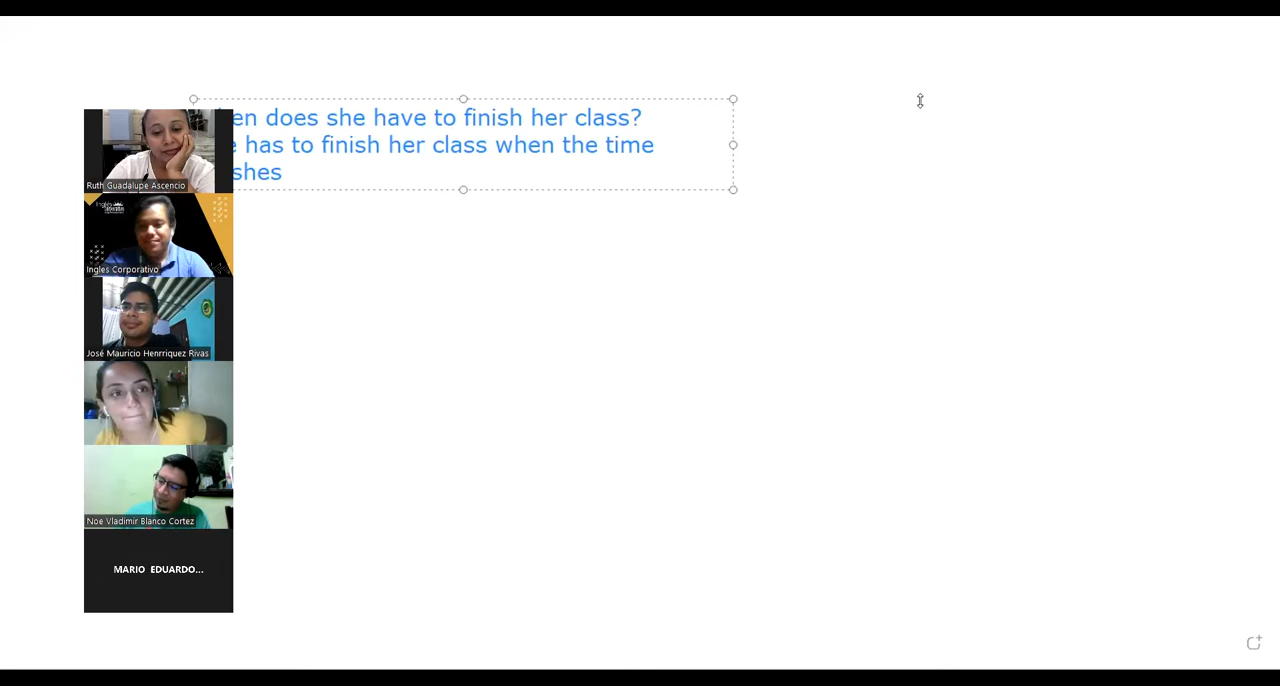 en does she have to finish her class?
e has to finish her class when the time
shes
Ruth Guadalupe Ascencio
Inglés
Ingles Corporativo
José Mauricio Henrriquez Rivas
Noe Vladimir Blanco Cortez
MARIO EDUARDO...